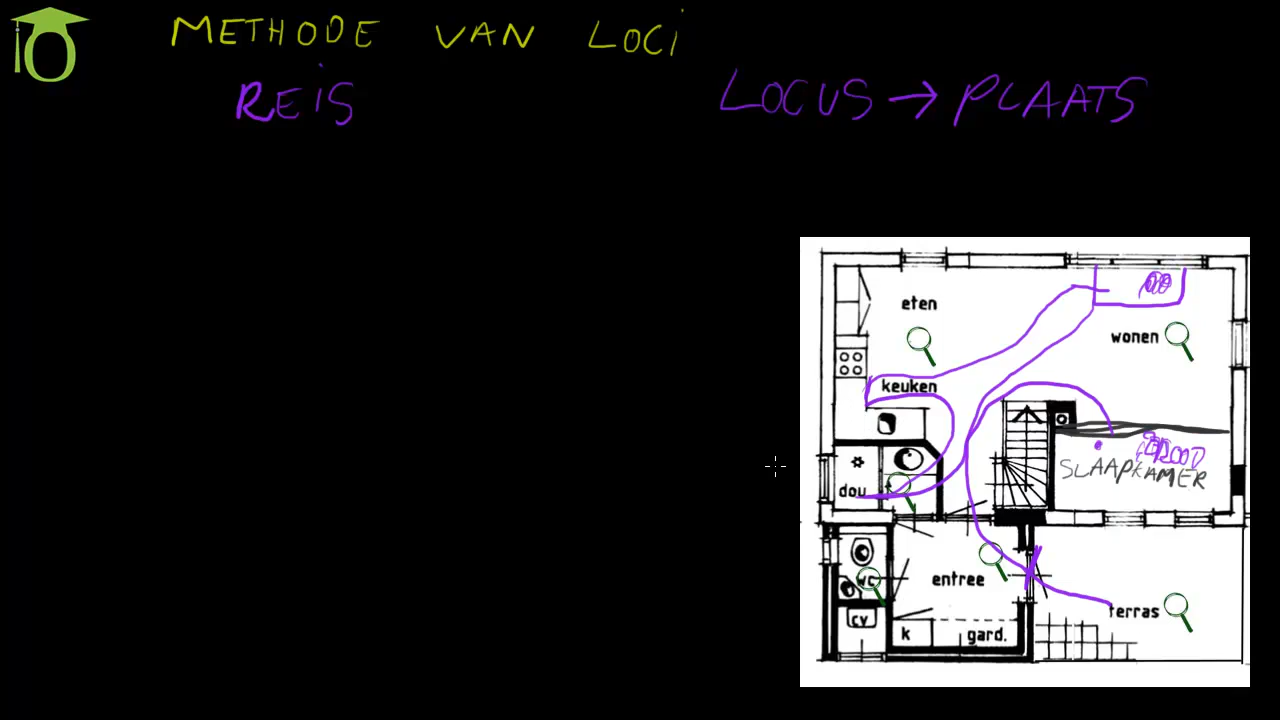 METHODE VAN LOCI
REIS
LOCUS → PLAATS
eten
wonen
keuken
SLAAPKAMER
dou
wc
entree
terras
cv
k
gard.